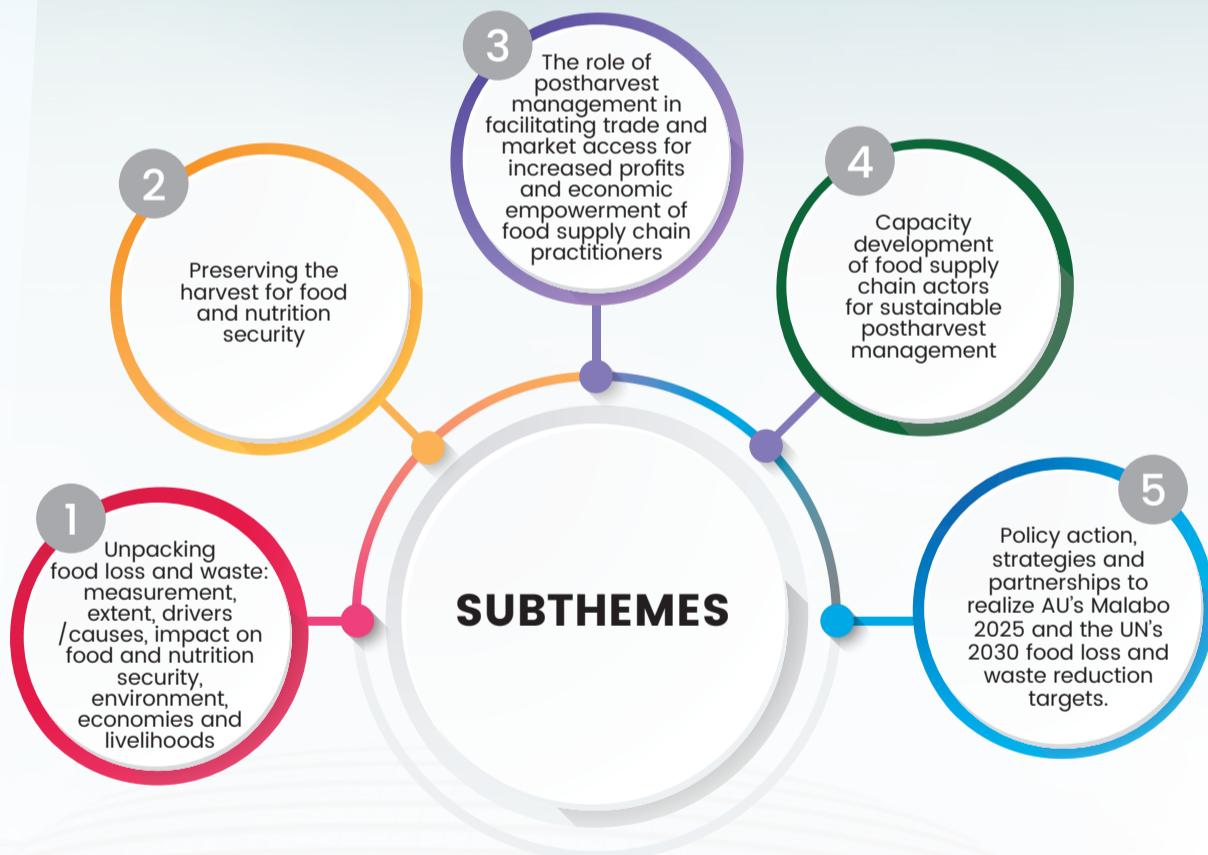 1
Unpacking
food loss and waste:
measurement,
extent, drivers
/causes, impact on
food and nutrition
security,
environment,
economies and
livelihoods
2
Preserving the
harvest for food
and nutrition
security
3
The role of
postharvest
management in
facilitating trade and
market access for
increased profits
and economic
empowerment of
food supply chain
practitioners
4
Capacity
development
of food supply
chain actors
for sustainable
postharvest
management
5
Policy action,
strategies and
partnerships to
realize AU's Malabo
2025 and the UN's
2030 food loss and
waste reduction
targets.
SUBTHEMES